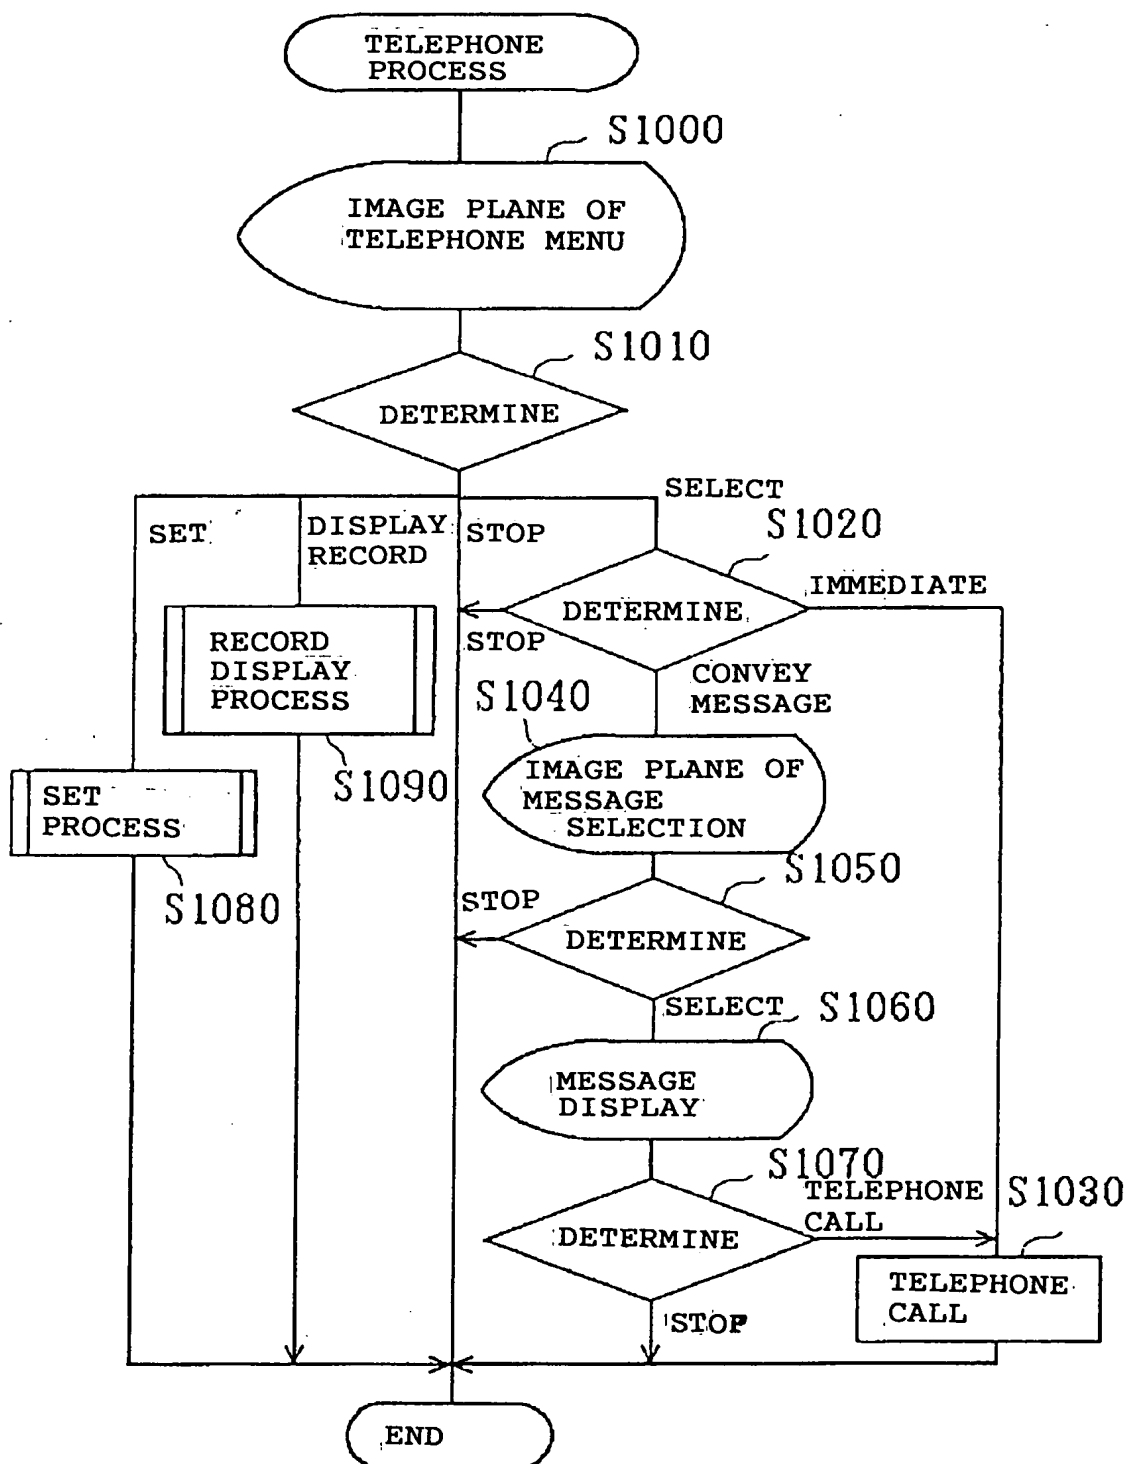 TELEPHONE
PROCESS
S1000
IMAGE PLANE OF
TELEPHONE MENU
S1010
DETERMINE
SELECT
SET
DISPLAY
RECORD
STOP
S1020
DETERMINE
IMMEDIATE
STOP
RECORD
DISPLAY
PROCESS
CONVEY
MESSAGE
S1040
S1090
IMAGE PLANE OF
MESSAGE
SELECTION
SET
PROCESS
S1080
S1050
STOP
DETERMINE
SELECT
S1060
MESSAGE
DISPLAY
S1070
TELEPHONE
CALL
S1030
DETERMINE
TELEPHONE
CALL
STOP
END